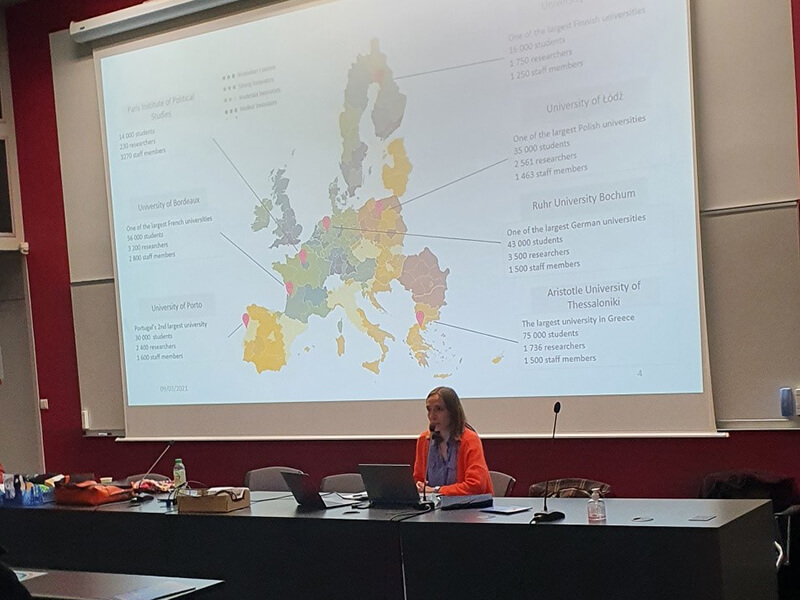 Paris Institute of Political
Studies
14 000 students
230 researchers
3270 staff members
University of Bordeaux
One of the largest French universities
56 000 students
3 200 researchers
2 800 staff members
University of Porto
Portugal's 2nd largest university
30 000 students
researchers
1 600 staff members
09/03/2023
One of the largest Finnish universities
16 000 students
1 750 researchers
1 250 staff members
University of Łódź
One of the largest Polish universities
35 000 students
2 561 researchers
1 463 staff members
Ruhr University Bochum
One of the largest German universities
43 000 students
3 500 researchers
1 500 staff members
Aristotle University of
Thessaloniki
The largest university in Greece
75 000 students
1 736 researchers
1 500 staff members
4